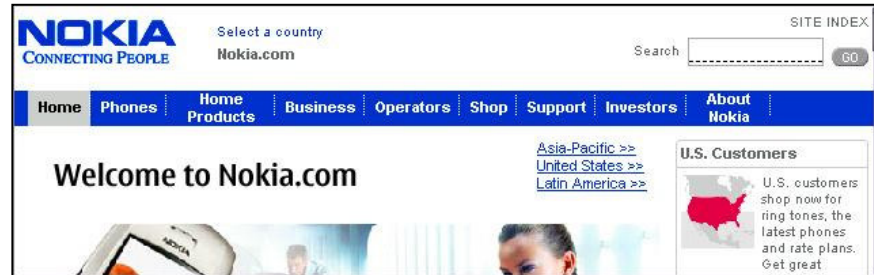 NOKIA
CONNECTING PEOPLE
Select a country
Nokia.com
SITE INDEX
Search
GO
Home Phones Home Products Business Operators Shop Support Investors About Nokia
Welcome to Nokia.com
Asia-Pacific >>
United States >>
Latin America >>
U.S. Customers
U.S. customers
shop now for
ring tones, the
latest phones
and rate plans.
Get great
NOKIA